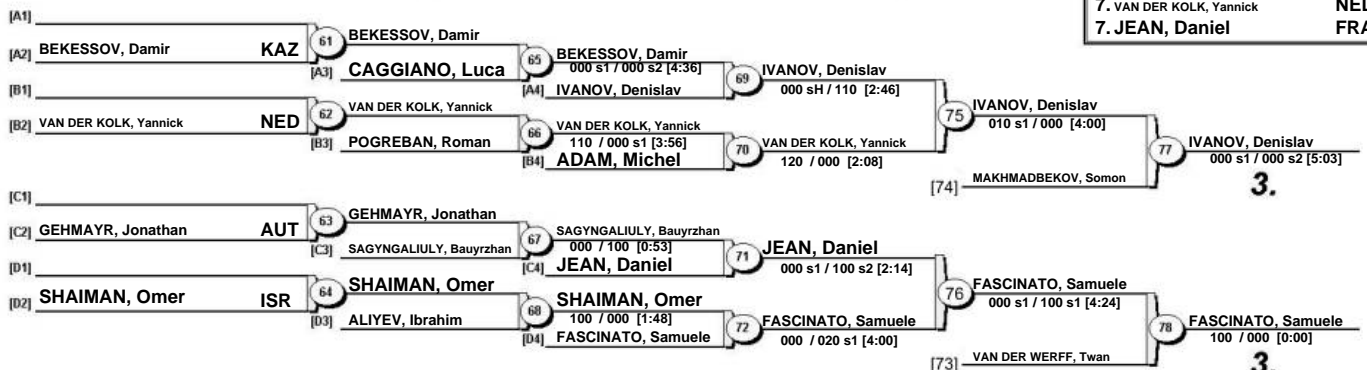 7. VAN DER KOLK, Yannick
7. JEAN, Daniel FRA
[A1]
[A2] BEKESSOV, Damir KAZ
61 BEKESSOV, Damir
[A3] CAGGIANO, Luca
65 BEKESSOV, Damir
000 s1 / 000 s2 [4:36]
[A4] IVANOV, Denislav
69 IVANOV, Denislav
000 sH / 110 [2:46]
[B1]
[B2] VAN DER KOLK, Yannick NED
62 VAN DER KOLK, Yannick
[B3] POGREBAN, Roman
66 VAN DER KOLK, Yannick
110 / 000 s1 [3:56]
[B4] ADAM, Michel
70 VAN DER KOLK, Yannick
120 / 000 [2:08]
75 IVANOV, Denislav
010 s1 / 000 [4:00]
[74] MAKHMADBEKOV, Somon
77 IVANOV, Denislav
000 s1 / 000 s2 [5:03]
3.
[C1]
[C2] GEHMAYR, Jonathan AUT
63 GEHMAYR, Jonathan
[C3] SAGYNGALIULY, Bauyrzhan
67 SAGYNGALIULY, Bauyrzhan
000 / 100 [0:53]
[C4] JEAN, Daniel
71 JEAN, Daniel
000 s1 / 100 s2 [2:14]
[D1]
[D2] SHAIMAN, Omer ISR
64 SHAIMAN, Omer
[D3] ALIYEV, Ibrahim
68 SHAIMAN, Omer
100 / 000 [1:48]
[D4] FASCINATO, Samuele
72 FASCINATO, Samuele
000 / 020 s1 [4:00]
76 FASCINATO, Samuele
000 s1 / 100 s1 [4:24]
[73] VAN DER WERFF, Twan
78 FASCINATO, Samuele
100 / 000 [0:00]
3.